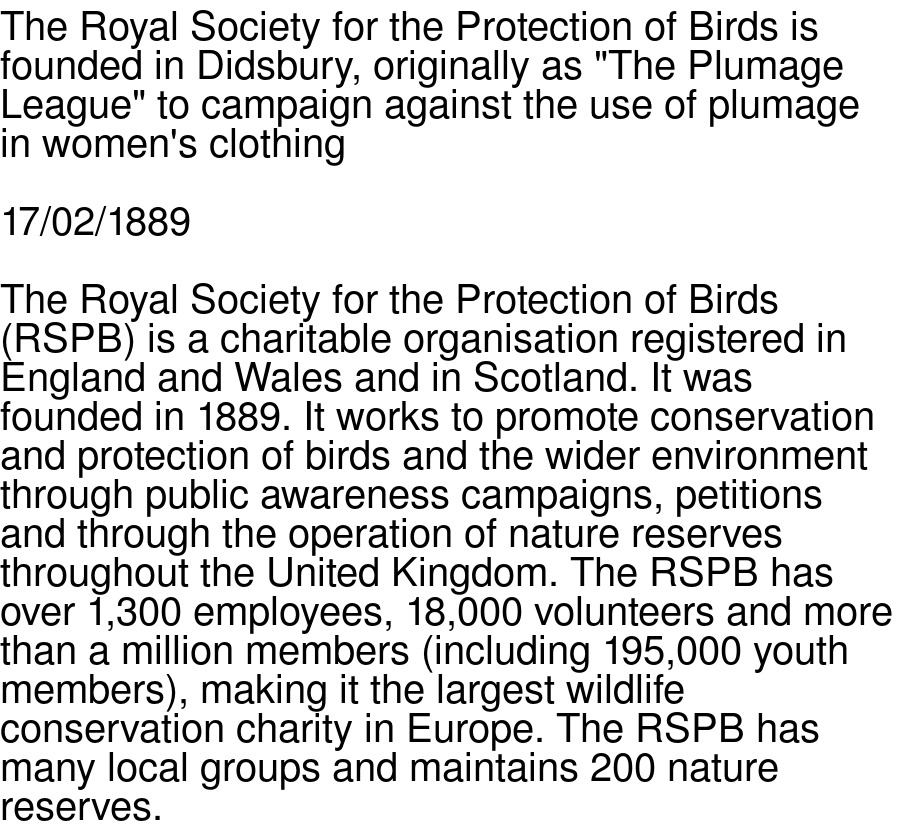 The Royal Society for the Protection of Birds is
founded in Didsbury, originally as "The Plumage
League" to campaign against the use of plumage
in women's clothing
17/02/1889
The Royal Society for the Protection of Birds
(RSPB) is a charitable organisation registered in
England and Wales and in Scotland. It was
founded in 1889. It works to promote conservation
and protection of birds and the wider environment
through public awareness campaigns, petitions
and through the operation of nature reserves
throughout the United Kingdom. The RSPB has
over 1,300 employees, 18,000 volunteers and more
than a million members (including 195,000 youth
members), making it the largest wildlife
conservation charity in Europe. The RSPB has
many local groups and maintains 200 nature
reserves.